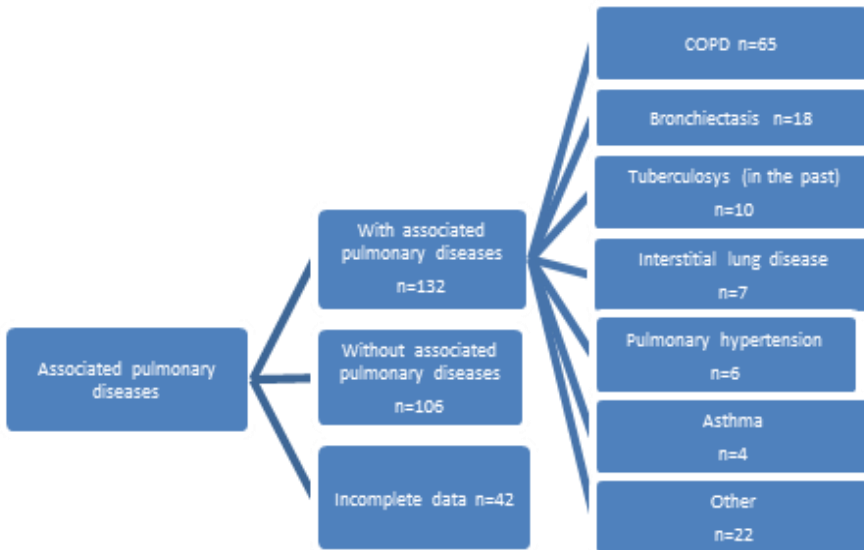 Associated pulmonary
diseases
With associated
pulmonary diseases
n=132
Without associated
pulmonary diseases
n=106
Incomplete data n=42
COPD n=65
Bronchiectasis n=18
Tuberculosys (in the past)
n=10
Interstitial lung disease
n=7
Pulmonary hypertension
n=6
Asthma
n=4
Other
n=22